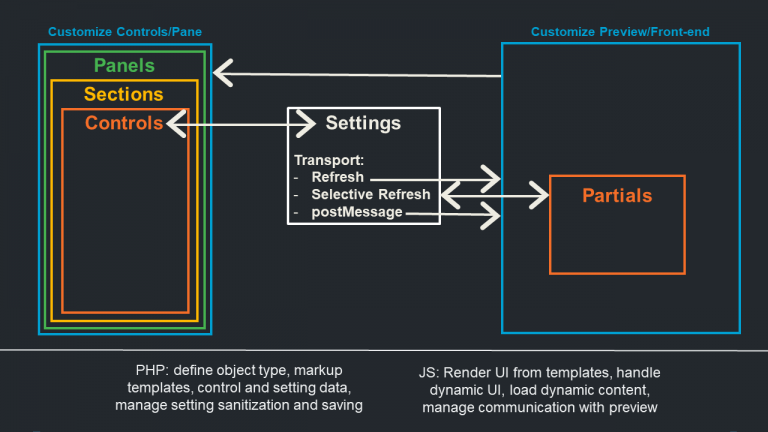 Customize Controls/Pane
Customize Preview/Front-end
Panels
Sections
Controls
Settings
Transport:
- Refresh
- Selective Refresh
- postMessage
Partials
PHP: define object type, markup
templates, control and setting data,
manage setting sanitization and saving
JS: Render UI from templates, handle
dynamic UI, load dynamic content,
manage communication with preview